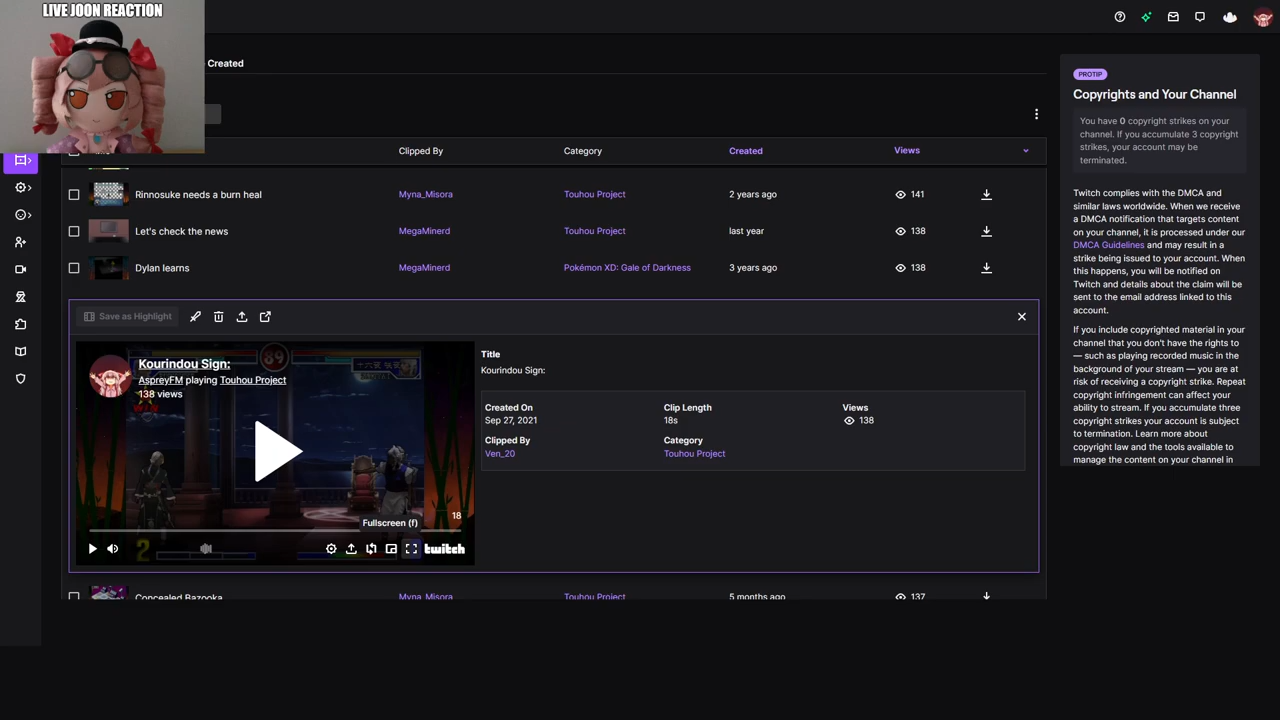 LIVE JOON REACTION
Created
Clipped By
Category
Created
Views
Rinnosuke needs a burn heal
Myna_Misora
Touhou Project
2 years ago
141
Let's check the news
MegaMinerd
Touhou Project
last year
138
Dylan learns
MegaMinerd
Pokémon XD: Gale of Darkness
3 years ago
138
Save as Highlight
89
WIN
Kourindou Sign:
AspreyFM playing Touhou Project
138 views
18
Fullscreen (f)
2
twitch
Title
Kourindou Sign:
Created On
Clip Length
Views
Sep 27, 2021
18s
138
Clipped By
Category
Ven_20
Touhou Project
Concealed Bazooka
Myna_Misora
Touhou Project
5 months ago
137
PROTIP
Copyrights and Your Channel
You have 0 copyright strikes on your
channel. If you accumulate 3 copyright
strikes, your account may be
terminated.
Twitch complies with the DMCA and
similar laws worldwide. When we receive
a DMCA notification that targets content
on your channel, it is processed under our
DMCA Guidelines and may result in a
strike being issued to your account. When
this happens, you will be notified on
Twitch and details about the claim will be
sent to the email address linked to this
account.
If you include copyrighted material in your
channel that you don't have the rights to
— such as playing recorded music in the
background of your stream — you are at
risk of receiving a copyright strike. Repeat
copyright infringement can affect your
ability to stream. If you accumulate three
copyright strikes your account is subject
to termination. Learn more about
copyright law and the tools available to
manage the content on your channel in